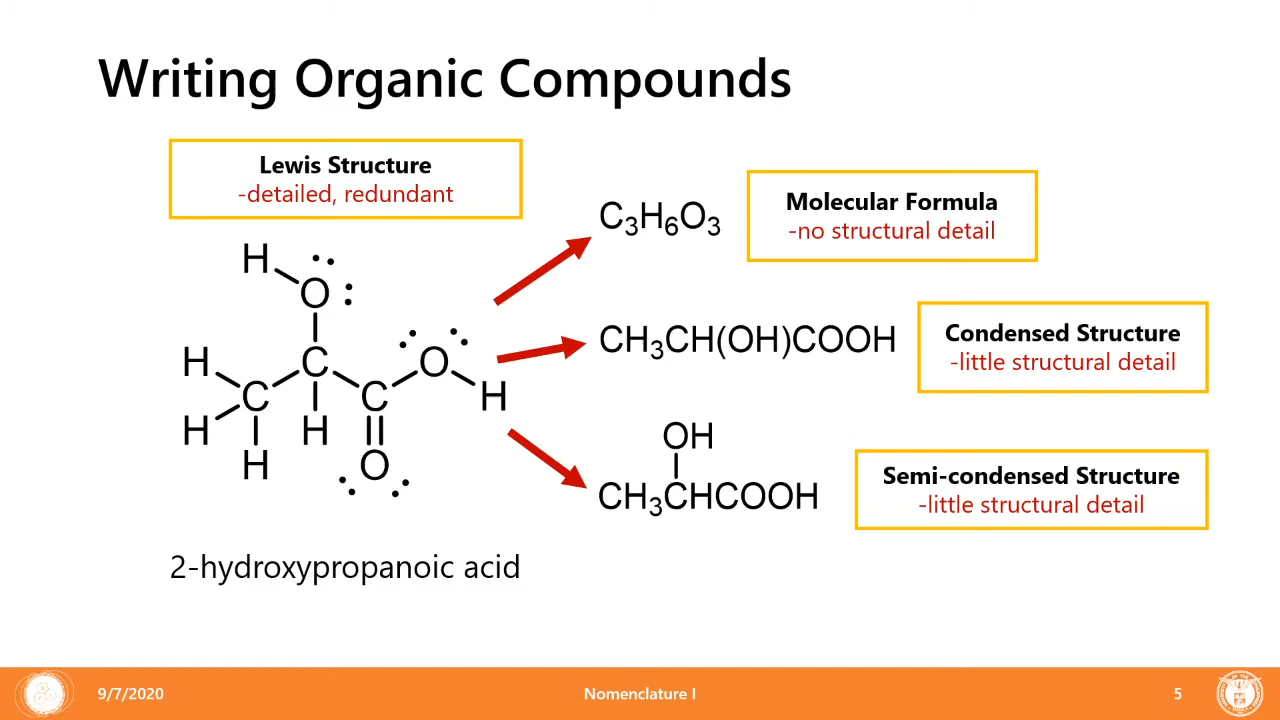 Writing Organic Compounds
Lewis Structure
-detailed, redundant
C₃H₆O₃
Molecular Formula
-no structural detail
H
O
H
C
O
C
C
H
H
H
H
O
CH₃CH(OH)COOH
Condensed Structure
-little structural detail
OH
CH₃CHCOOH
Semi-condensed Structure
-little structural detail
2-hydroxypropanoic acid
9/7/2020
Nomenclature I
5